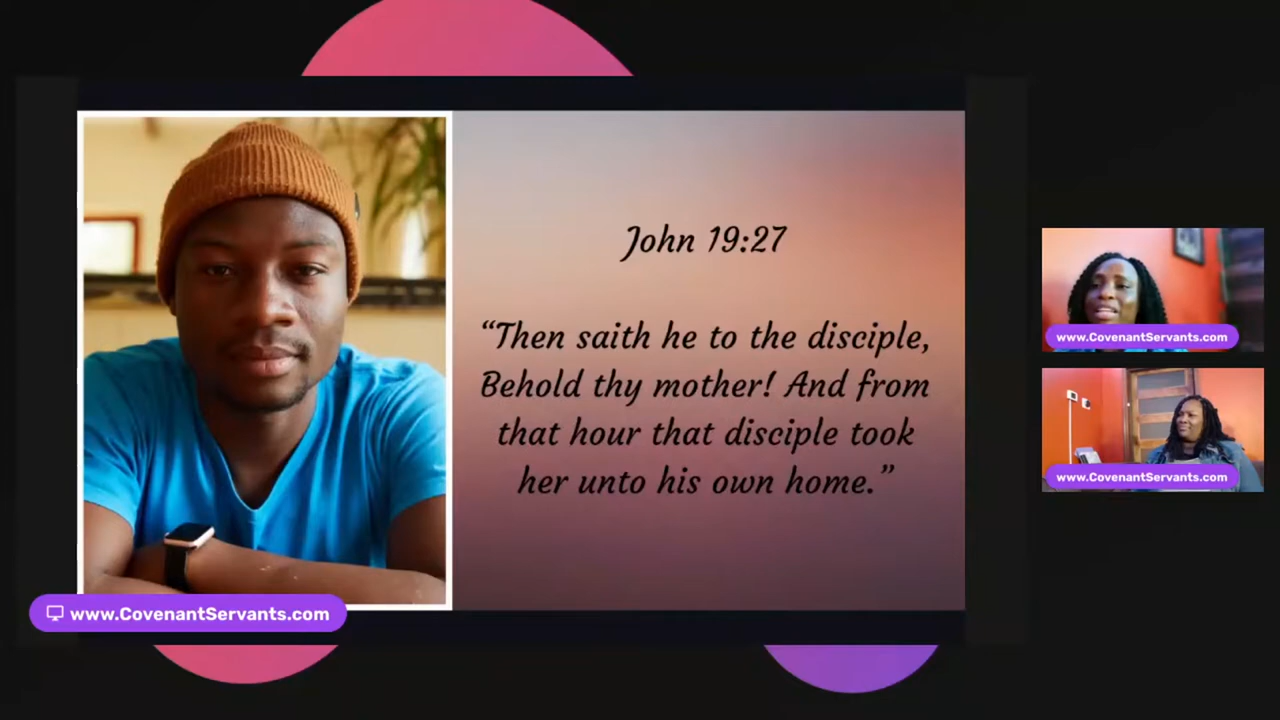 John 19:27
“Then saith he to the disciple,
Behold thy mother! And from
that hour that disciple took
her unto his own home.”
www.CovenantServants.com
www.CovenantServants.com
www.CovenantServants.com